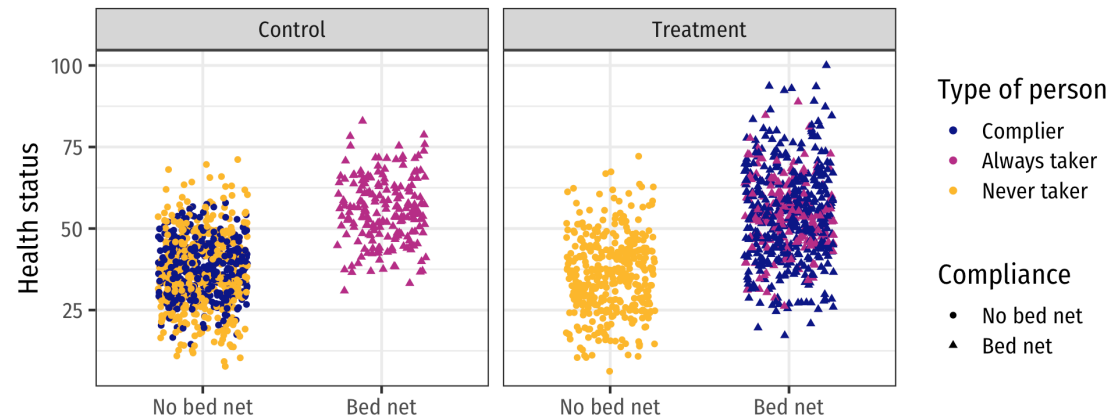 Control
Treatment
Health status
100
75
50
25
No bed net
Bed net
No bed net
Bed net
Type of person
Complier
Always taker
Never taker
Compliance
No bed net
Bed net